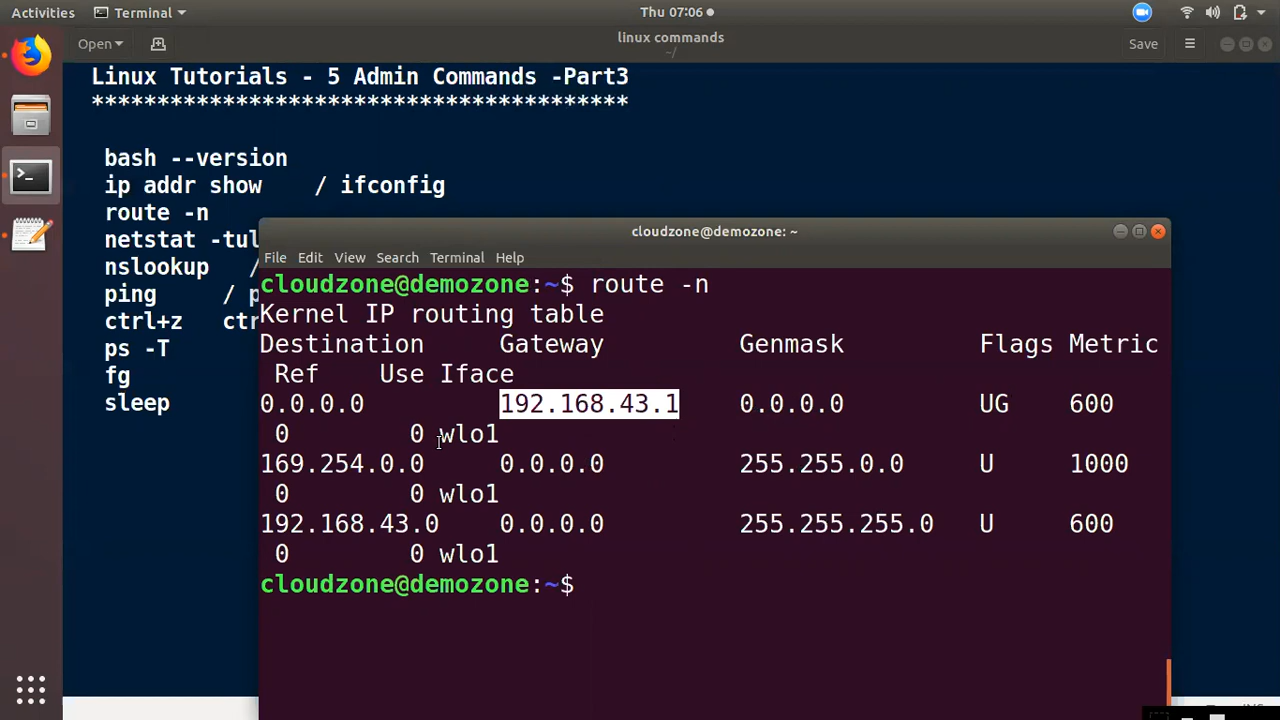 Activities Terminal Thu 07:06
Open linux commands Save
~/
Linux Tutorials - 5 Admin Commands -Part3
*****************************************
bash --version
ip addr show / ifconfig
route -n
netstat -tul
nslookup /
ping / p
ctrl+z ctr
ps -T
fg
sleep
cloudzone@demozone: ~
File Edit View Search Terminal Help
cloudzone@demozone:~$ route -n
Kernel IP routing table
Destination Gateway Genmask Flags Metric
Ref Use Iface
0.0.0.0 192.168.43.1 0.0.0.0 UG 600
0 0 wlo1
169.254.0.0 0.0.0.0 255.255.0.0 U 1000
0 0 wlo1
192.168.43.0 0.0.0.0 255.255.255.0 U 600
0 0 wlo1
cloudzone@demozone:~$